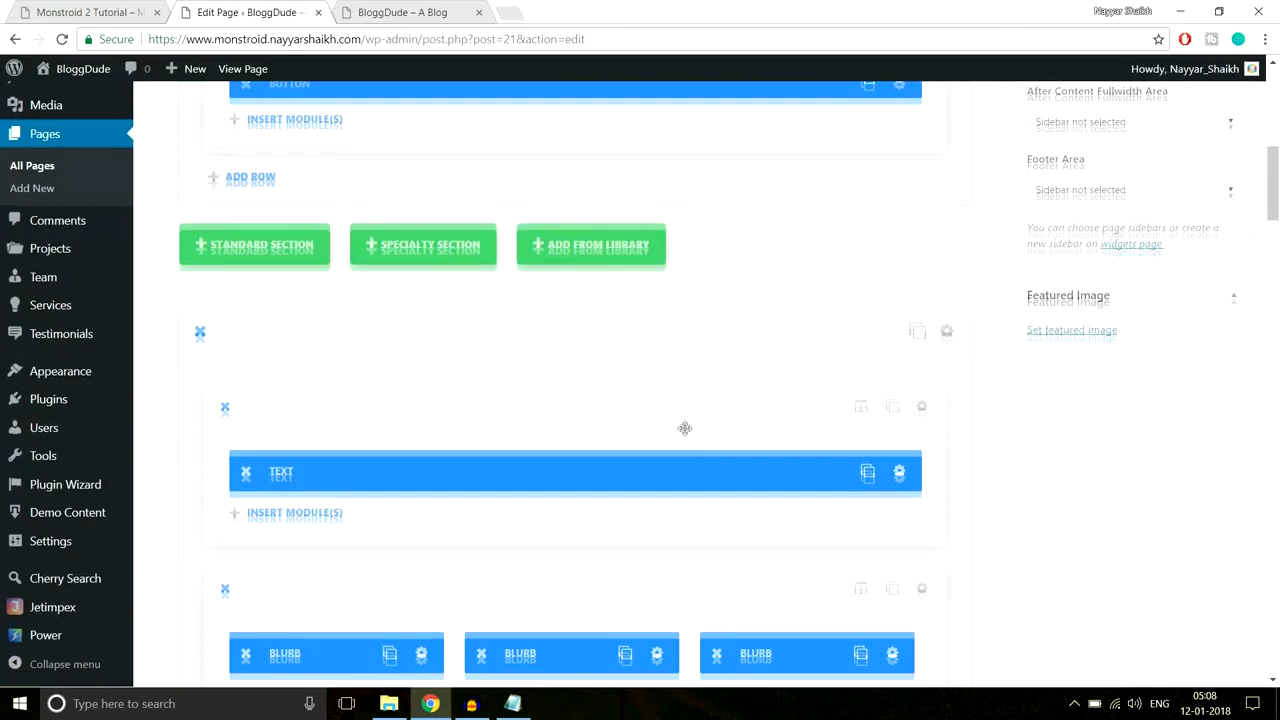 Monstroid 2 Tutorial – M
Edit Page ‹ BloggDude –
BloggDude – A Blog
Nayyar Shaikh
Secure
https://www.monstroid.nayyarshaikh.com/wp-admin/post.php?post=21&action=edit
BloggDude
0
New
View Page
Howdy, Nayyar_Shaikh
Media
Pages
All Pages
Add New
Comments
Projects
Team
Services
Testimonials
Appearance
Plugins
Users
Tools
Plugin Wizard
Demo Content
Settings
Cherry Search
Jetimpex
Power
Collapse menu
BUTTON
INSERT MODULE(S)
ADD ROW
STANDARD SECTION
SPECIALTY SECTION
ADD FROM LIBRARY
TEXT
INSERT MODULE(S)
BLURB
BLURB
BLURB
After Content Fullwidth Area
Sidebar not selected
Footer Area
Sidebar not selected
You can choose page sidebars or create a
new sidebar on widgets page
Featured Image
Set featured image
Type here to search
ENG
05:08
12-01-2018